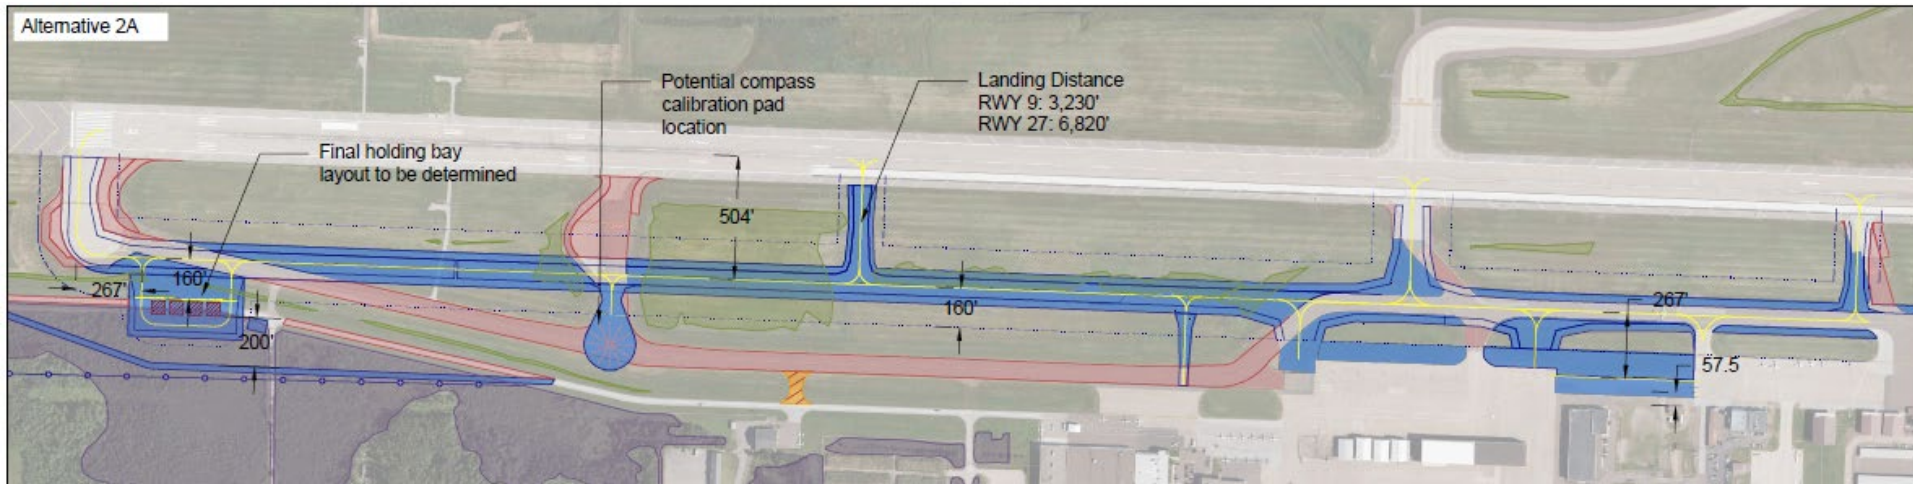 Alternative 2A
Potential compass
calibration pad
location
Landing Distance
RWY 9: 3,230'
RWY 27: 6,820'
Final holding bay
layout to be determined
504'
160'
267'
160'
267'
200'
57.5